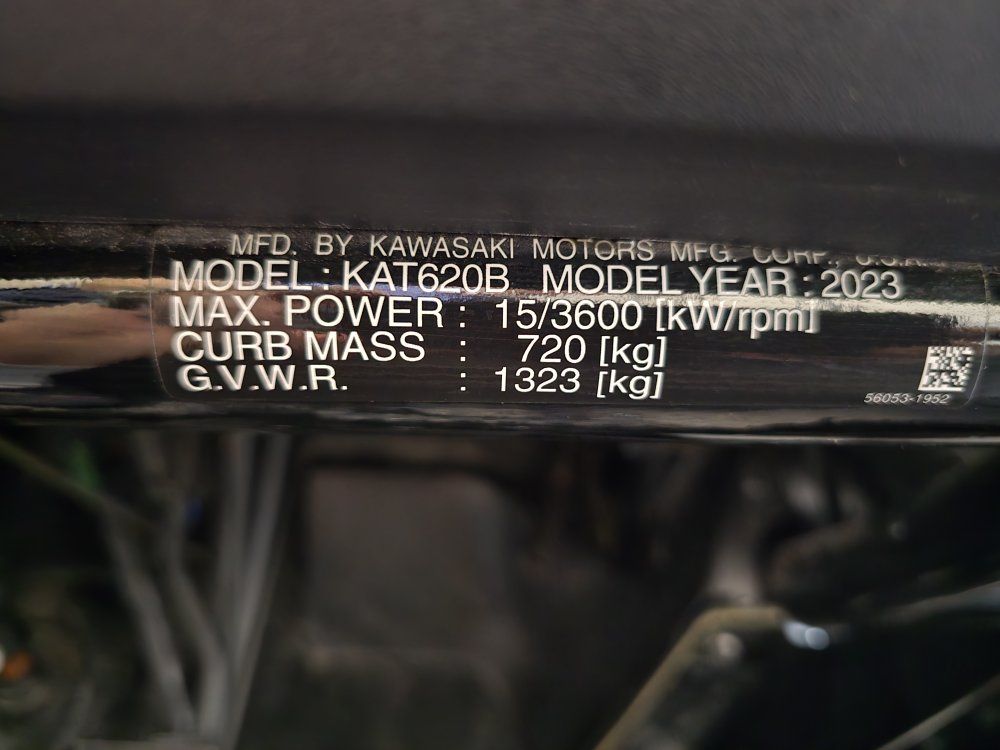 MFD. BY KAWASAKI MOTORS MFG. CORP., U.S.A.
MODEL : KAT620B MODEL YEAR : 2023
MAX. POWER : 15/3600 [kW/rpm]
CURB MASS : 720 [kg]
G.V.W.R. : 1323 [kg]
56053-1952